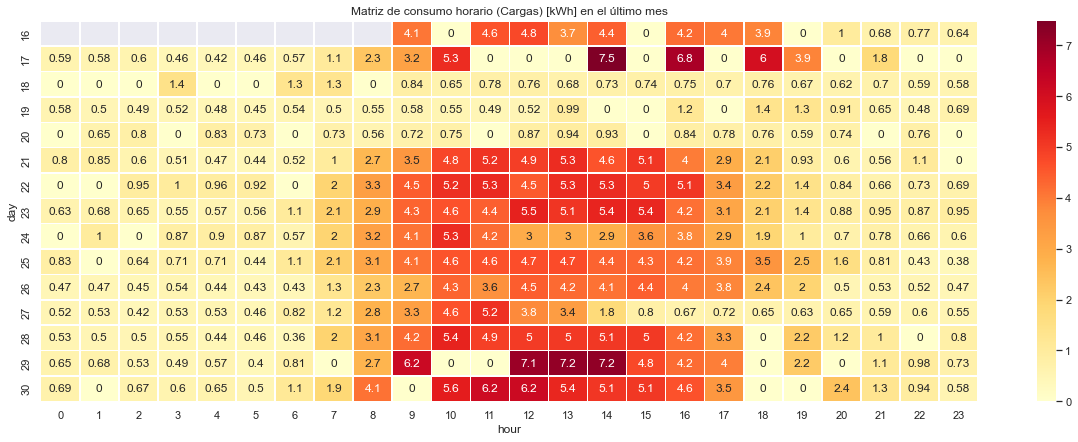 Matriz de consumo horario (Cargas) [kWh] en el último mes
16 4.1 0 4.6 4.8 3.7 4.4 0 4.2 4 3.9 0 1 0.68 0.77 0.64
17 0.59 0.58 0.6 0.46 0.42 0.46 0.57 1.1 2.3 3.2 5.3 0 0 0 7.5 0 6.8 0 6 3.9 0 1.8 0 0
18 0 0 0 1.4 0 0 1.3 1.3 0 0.84 0.65 0.78 0.76 0.68 0.73 0.74 0.75 0.7 0.76 0.67 0.62 0.7 0.59 0.58
19 0.58 0.5 0.49 0.52 0.48 0.45 0.54 0.5 0.55 0.58 0.55 0.49 0.52 0.99 0 0 1.2 0 1.4 1.3 0.91 0.65 0.48 0.69
20 0 0.65 0.8 0 0.83 0.73 0 0.73 0.56 0.72 0.75 0 0.87 0.94 0.93 0 0.84 0.78 0.76 0.59 0.74 0 0.76 0
21 0.8 0.85 0.6 0.51 0.47 0.44 0.52 1 2.7 3.5 4.8 5.2 4.9 5.3 4.6 5.1 4 2.9 2.1 0.93 0.6 0.56 1.1 0
22 0 0 0.95 1 0.96 0.92 0 2 3.3 4.5 5.2 5.3 4.5 5.3 5.3 5 5.1 3.4 2.2 1.4 0.84 0.66 0.73 0.69
day
23 0.63 0.68 0.65 0.55 0.57 0.56 1.1 2.1 2.9 4.3 4.6 4.4 5.5 5.1 5.4 5.4 4.2 3.1 2.1 1.4 0.88 0.95 0.87 0.95
24 0 1 0 0.87 0.9 0.87 0.57 2 3.2 4.1 5.3 4.2 3 3 2.9 3.6 3.8 2.9 1.9 1 0.7 0.78 0.66 0.6
25 0.83 0 0.64 0.71 0.71 0.44 1.1 2.1 3.1 4.1 4.6 4.6 4.7 4.7 4.4 4.3 4.2 3.9 3.5 2.5 1.6 0.81 0.43 0.38
26 0.47 0.47 0.45 0.54 0.44 0.43 0.43 1.3 2.3 2.7 4.3 3.6 4.5 4.2 4.1 4.4 4 3.8 2.4 2 0.5 0.53 0.52 0.47
27 0.52 0.53 0.42 0.53 0.53 0.46 0.82 1.2 2.8 3.3 4.6 5.2 3.8 3.4 1.8 0.8 0.67 0.72 0.65 0.63 0.65 0.59 0.6 0.55
28 0.53 0.5 0.5 0.55 0.44 0.46 0.36 2 3.1 4.2 5.4 4.9 5 5 5.1 5 4.2 3.3 0 2.2 1.2 1 0 0.8
29 0.65 0.68 0.53 0.49 0.57 0.4 0.81 0 2.7 6.2 0 0 7.1 7.2 7.2 4.8 4.2 4 0 2.2 0 1.1 0.98 0.73
30 0.69 0 0.67 0.6 0.65 0.5 1.1 1.9 4.1 0 5.6 6.2 6.2 5.4 5.1 5.1 4.6 3.5 0 0 2.4 1.3 0.94 0.58
0 1 2 3 4 5 6 7 8 9 10 11 12 13 14 15 16 17 18 19 20 21 22 23
hour
7
6
5
4
3
2
1
0